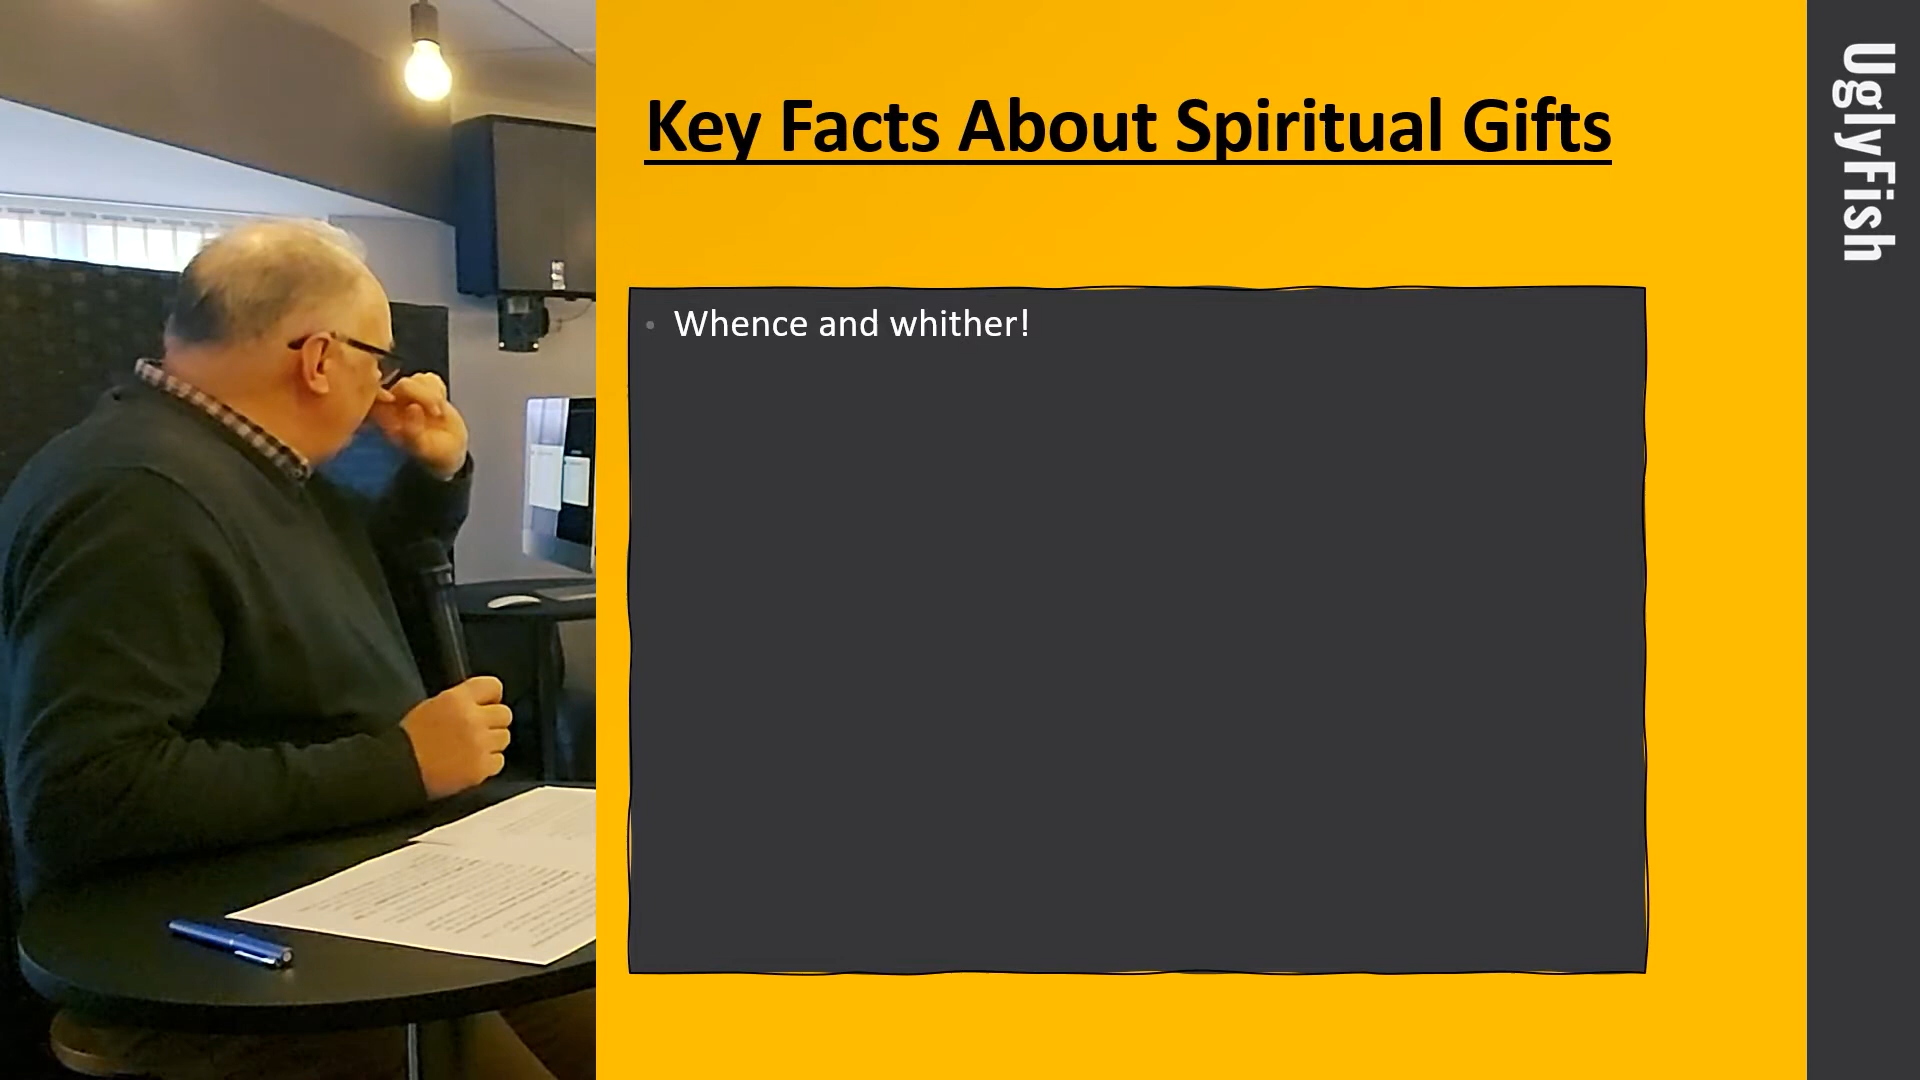 Key Facts About Spiritual Gifts
• Whence and whither!
UglyFish